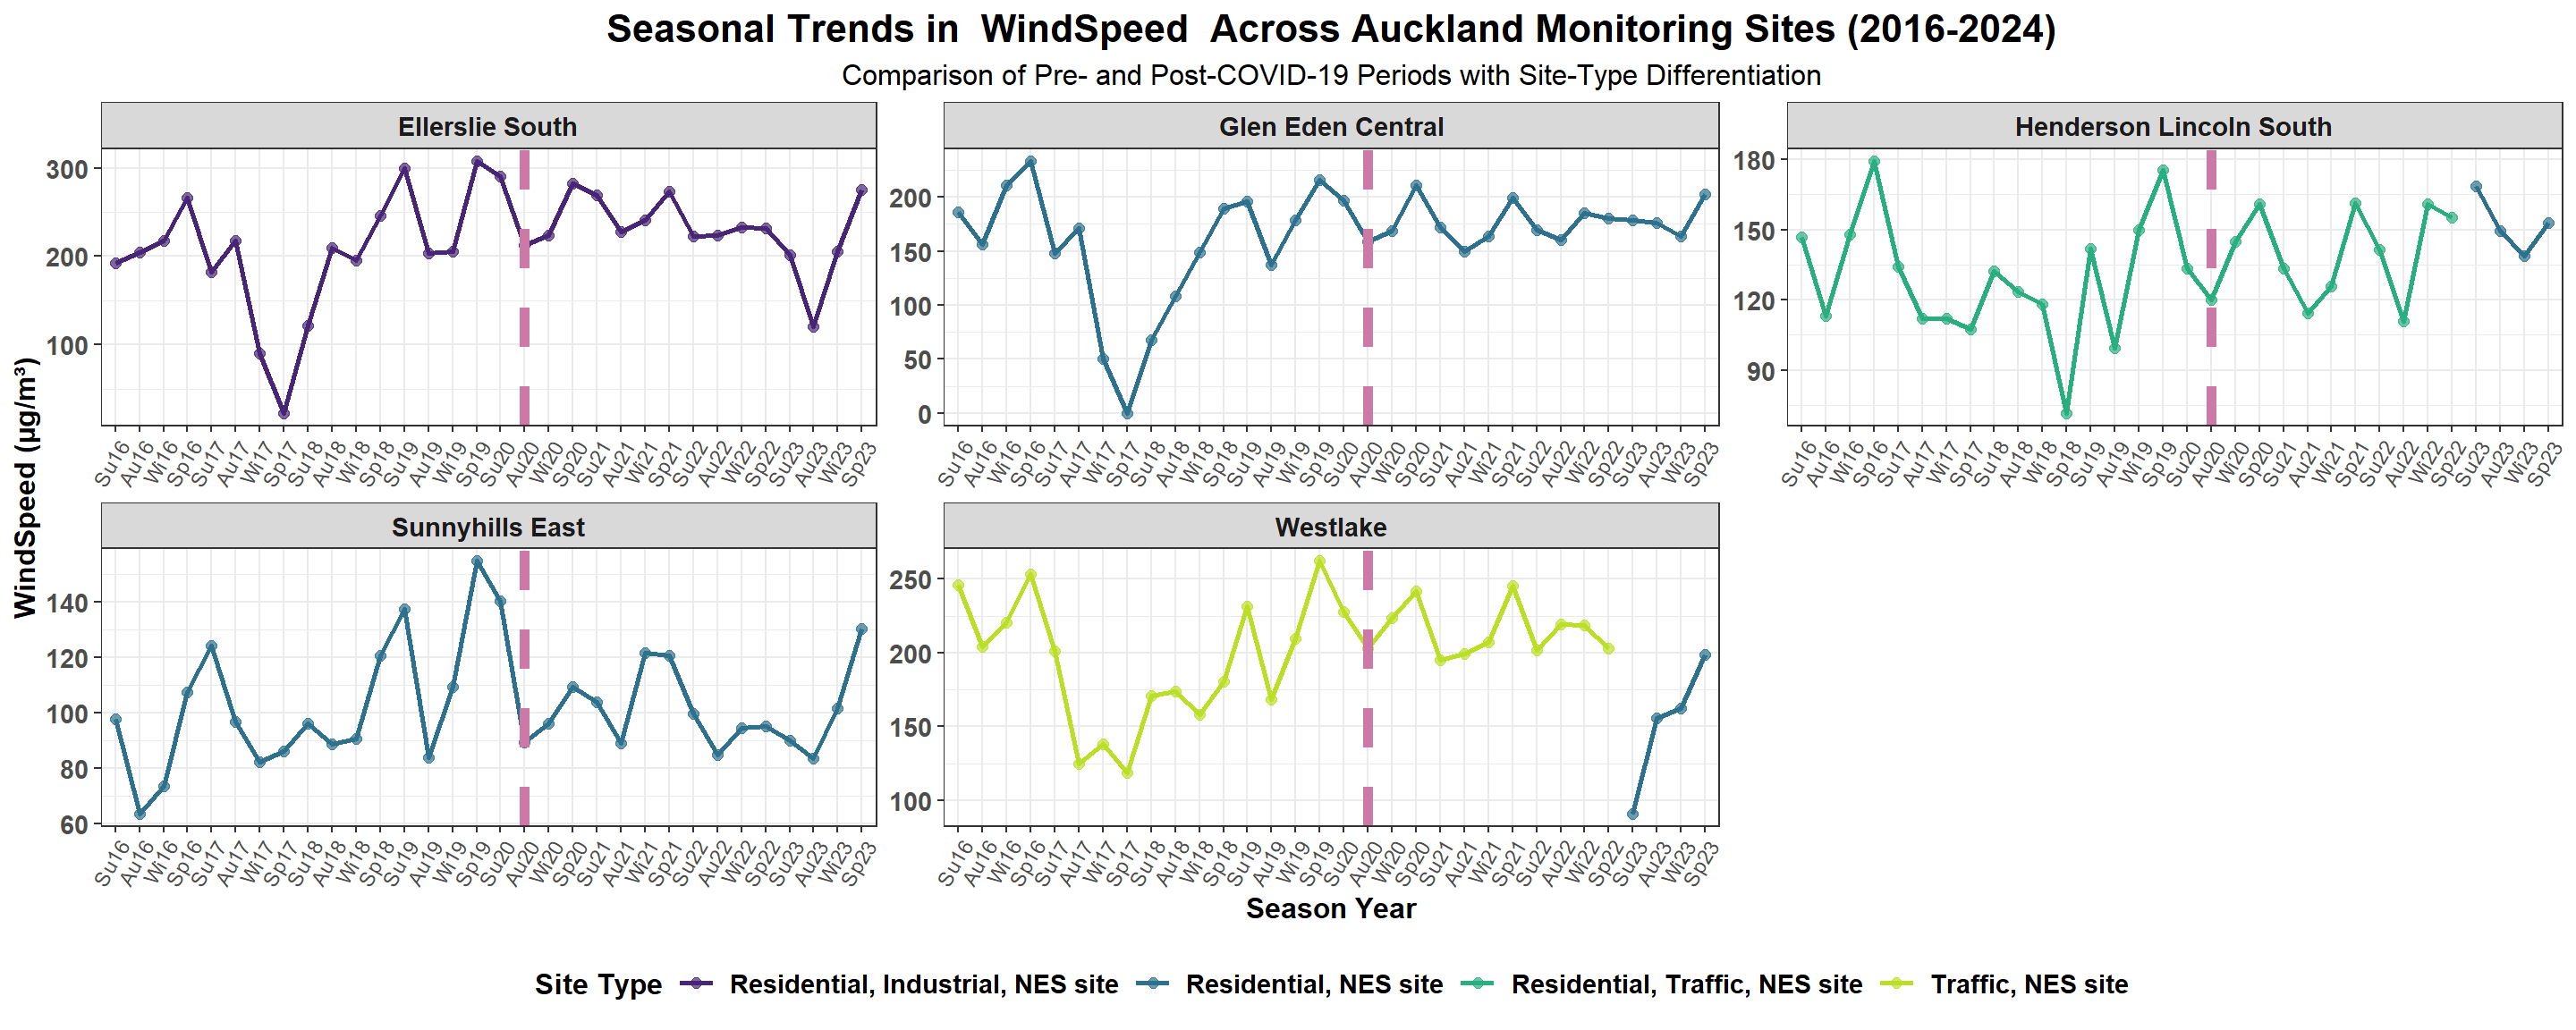 Seasonal Trends in  WindSpeed  Across Auckland Monitoring Sites (2016-2024)
Comparison of Pre- and Post-COVID-19 Periods with Site-Type Differentiation
WindSpeed (µg/m³)
Ellerslie South
300
200
100
Su16 Au16 Wi16 Sp16 Su17 Au17 Wi17 Sp17 Su18 Au18 Wi18 Sp18 Su19 Au19 Wi19 Sp19 Su20 Au20 Wi20 Sp20 Su21 Au21 Wi21 Sp21 Su22 Au22 Wi22 Sp22 Su23 Au23 Wi23 Sp23
Glen Eden Central
200
150
100
50
0
Su16 Au16 Wi16 Sp16 Su17 Au17 Wi17 Sp17 Su18 Au18 Wi18 Sp18 Su19 Au19 Wi19 Sp19 Su20 Au20 Wi20 Sp20 Su21 Au21 Wi21 Sp21 Su22 Au22 Wi22 Sp22 Su23 Au23 Wi23 Sp23
Henderson Lincoln South
180
150
120
90
Su16 Au16 Wi16 Sp16 Su17 Au17 Wi17 Sp17 Su18 Au18 Wi18 Sp18 Su19 Au19 Wi19 Sp19 Su20 Au20 Wi20 Sp20 Su21 Au21 Wi21 Sp21 Su22 Au22 Wi22 Sp22 Su23 Au23 Wi23 Sp23
Sunnyhills East
140
120
100
80
60
Su16 Au16 Wi16 Sp16 Su17 Au17 Wi17 Sp17 Su18 Au18 Wi18 Sp18 Su19 Au19 Wi19 Sp19 Su20 Au20 Wi20 Sp20 Su21 Au21 Wi21 Sp21 Su22 Au22 Wi22 Sp22 Su23 Au23 Wi23 Sp23
Westlake
250
200
150
100
Su16 Au16 Wi16 Sp16 Su17 Au17 Wi17 Sp17 Su18 Au18 Wi18 Sp18 Su19 Au19 Wi19 Sp19 Su20 Au20 Wi20 Sp20 Su21 Au21 Wi21 Sp21 Su22 Au22 Wi22 Sp22 Su23 Au23 Wi23 Sp23
Season Year
Site Type Residential, Industrial, NES site Residential, NES site Residential, Traffic, NES site Traffic, NES site